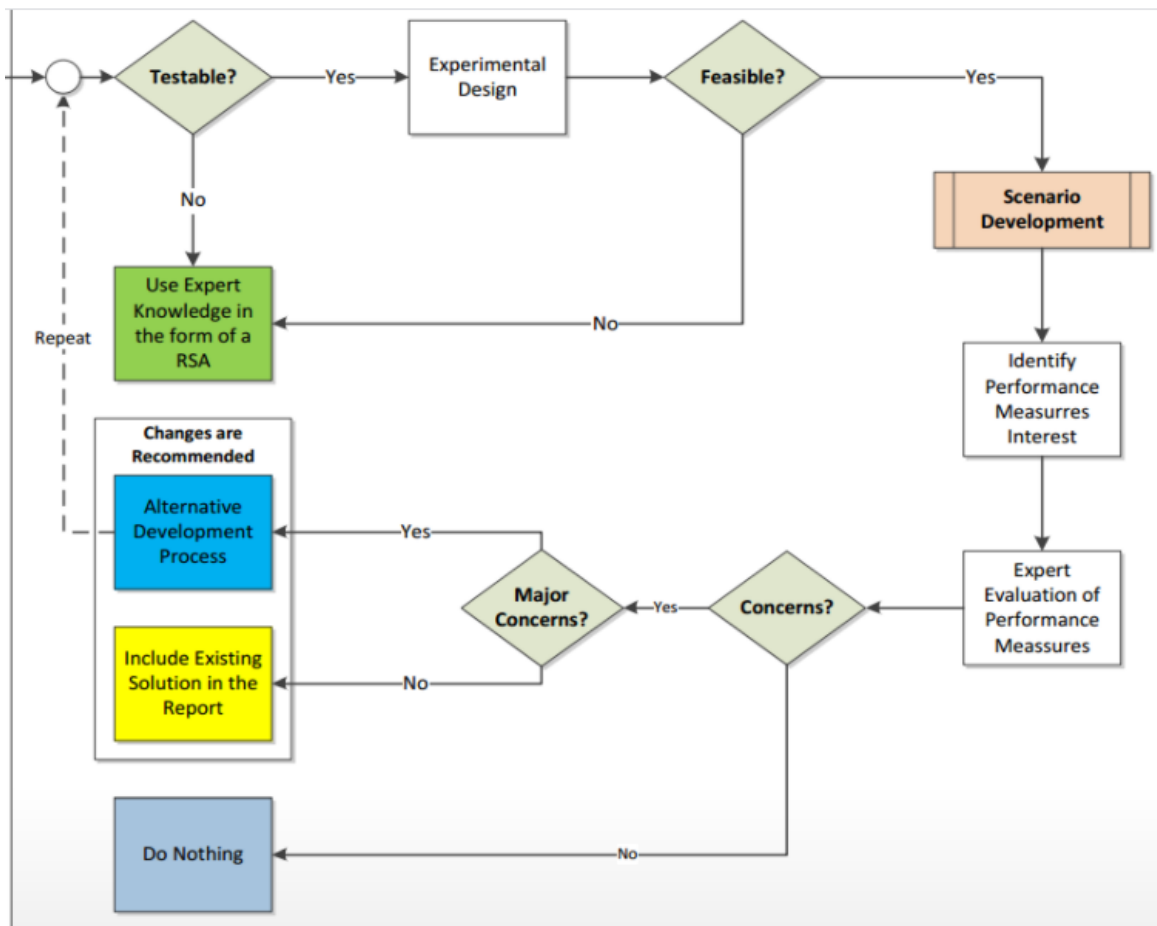 Testable?
Yes
Experimental
Design
Feasible?
Yes
No
Scenario
Development
Use Expert
Knowledge in
the form of a
RSA
No
Repeat
Identify
Performance
Measurres
Interest
Changes are
Recommended
Alternative
Development
Process
Yes
Major
Concerns?
Yes
Concerns?
Expert
Evaluation of
Performance
Meassures
Include Existing
Solution in the
Report
No
Do Nothing
No